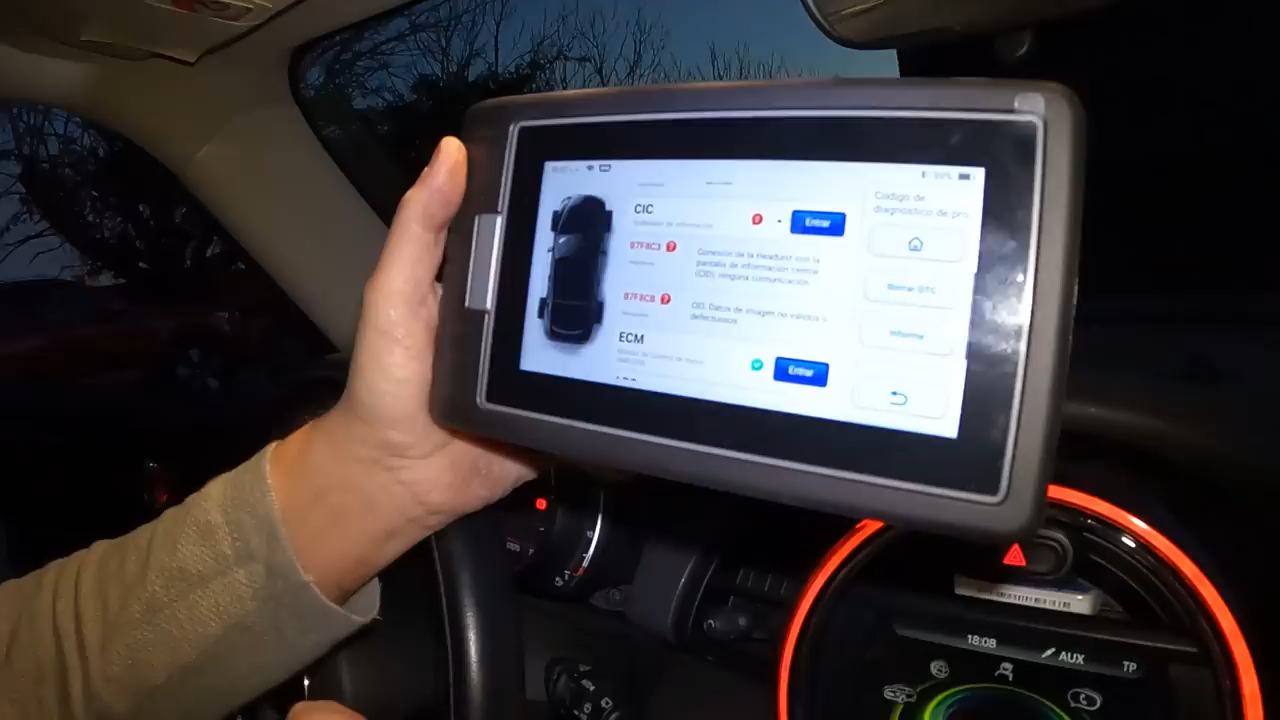 Código de
diagnóstico de pro
CIC
Entrar
B7F8C3
Conexión de la Headunit con la
pantalla de información central
(CID): ninguna comunicación.
B7F8CB
CID: Datos de imagen no válidos o
defectuosos
ECM
Entrar
Borrar DTC
Informe
18:08
AUX
TP